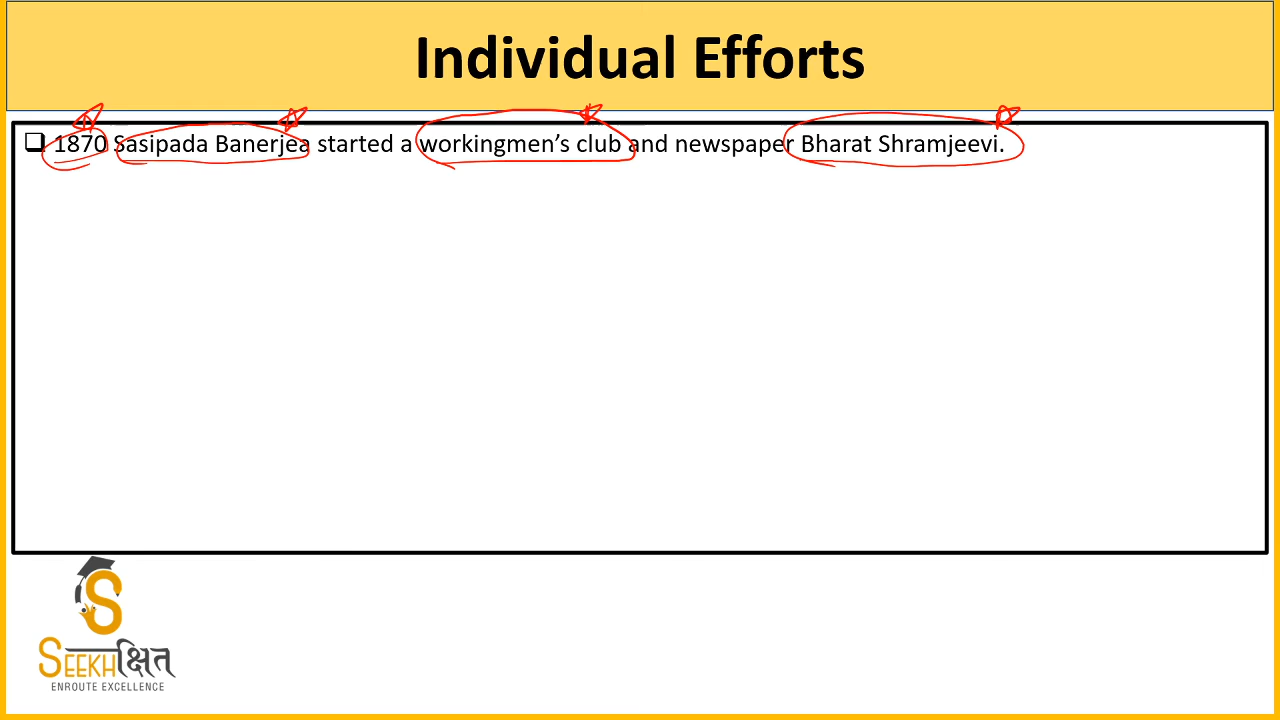 Individual Efforts
❑ 1870 Sasipada Banerjea started a workingmen’s club and newspaper Bharat Shramjeevi.
S
SEEKHक्षित
ENROUTE EXCELLENCE